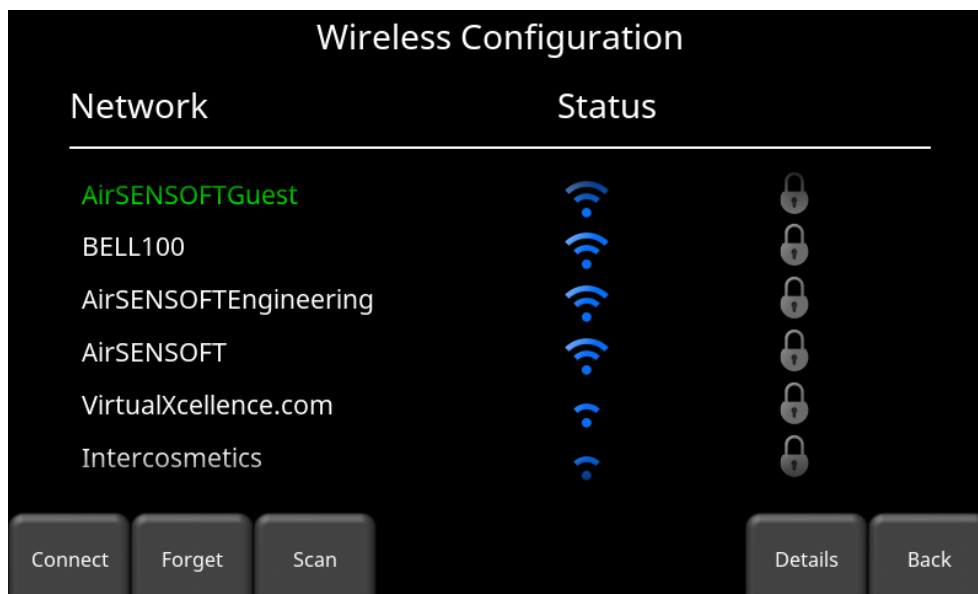 Wireless Configuration
Network Status
AirSENSOFTGuest
BELL100
AirSENSOFTEngineering
AirSENSOFT
VirtualXcellence.com
Intercosmetics
Connect Forget Scan Details Back